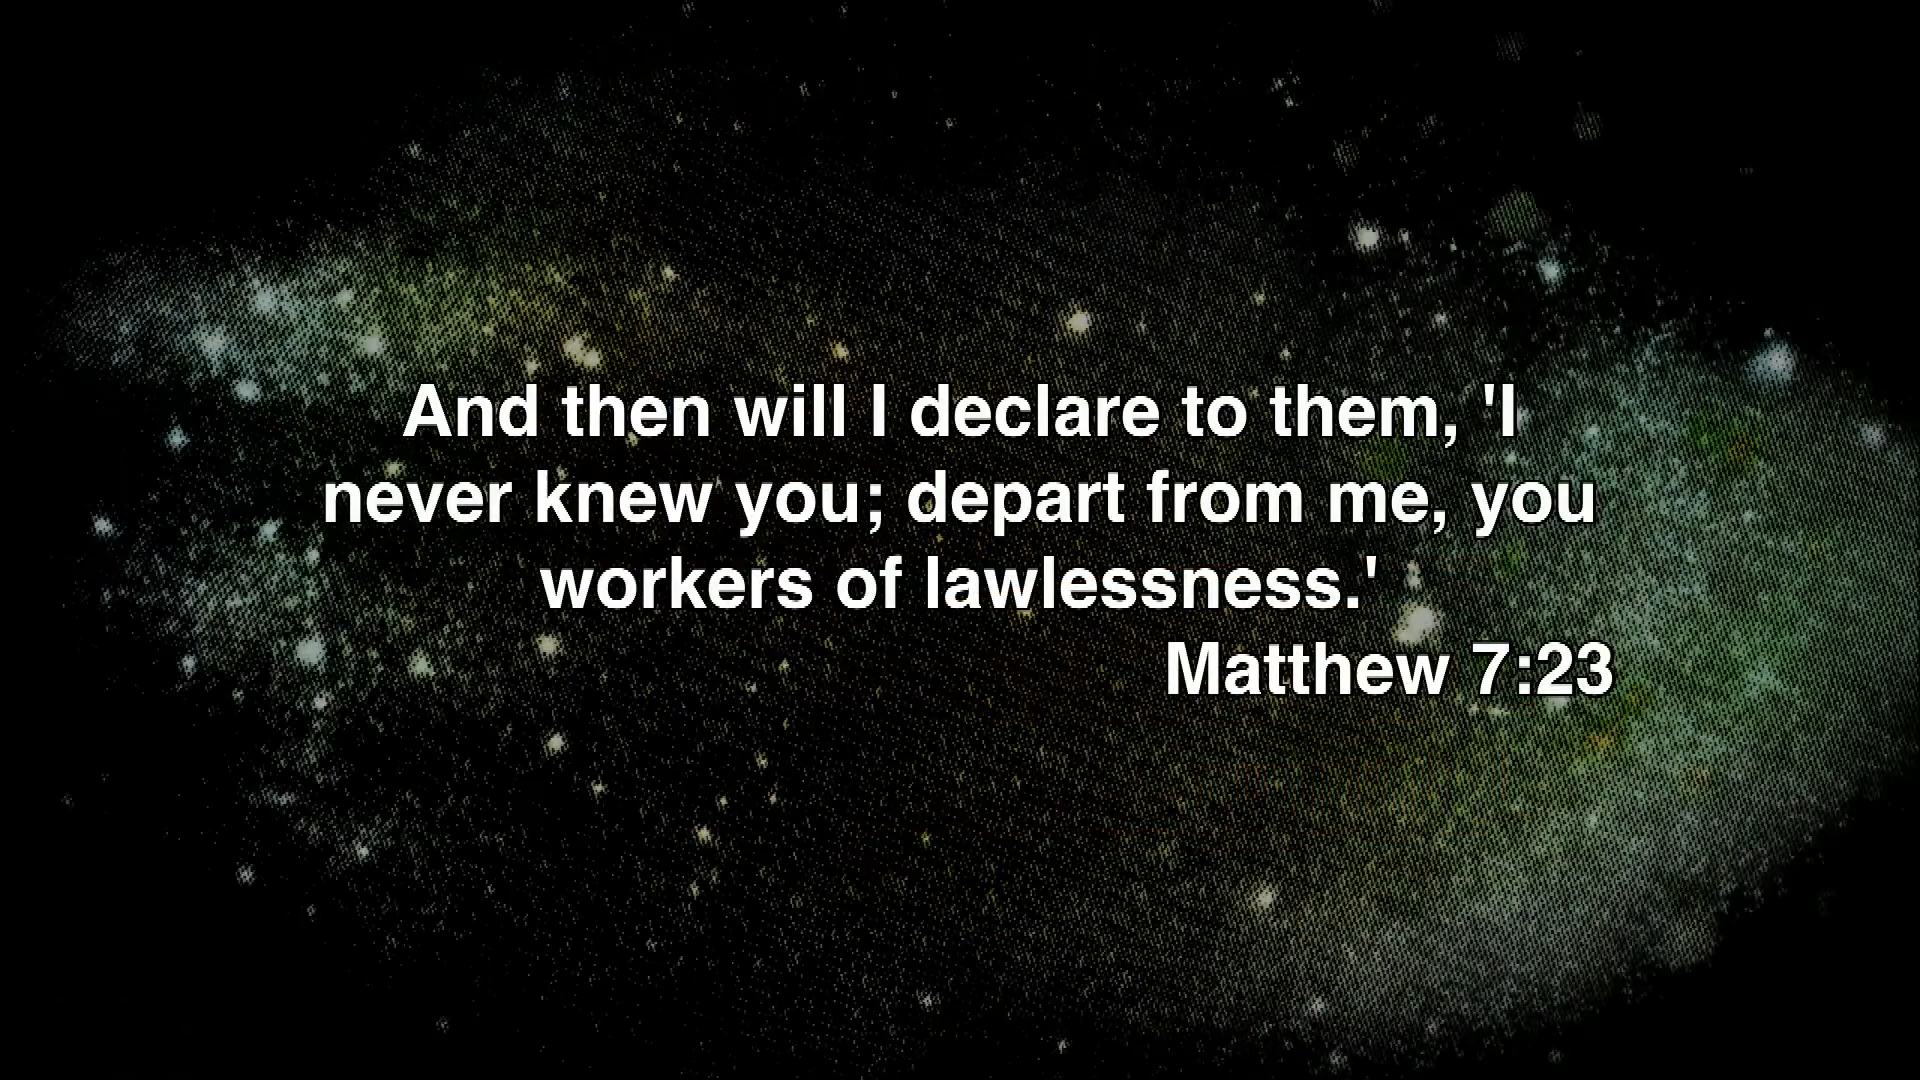 And then will I declare to them, 'I
never knew you; depart from me, you
workers of lawlessness.'
Matthew 7:23